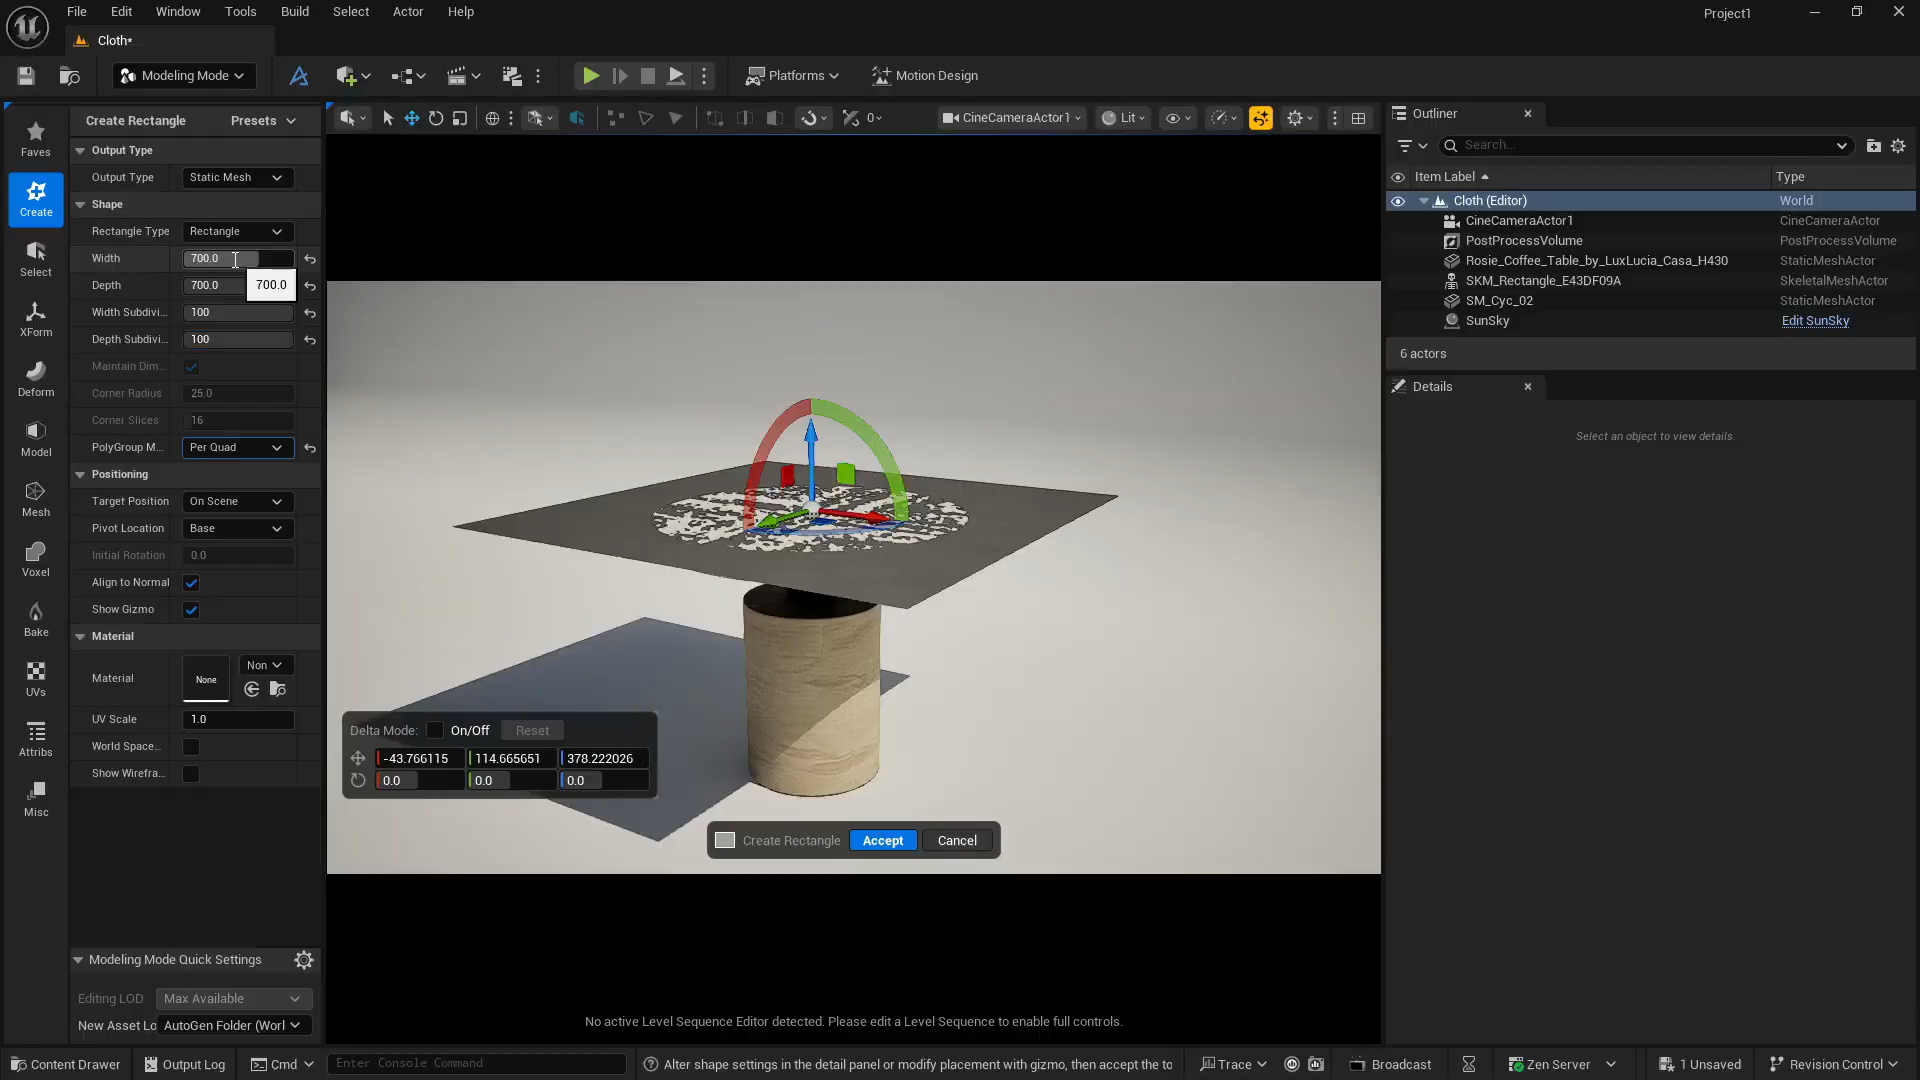 File Edit Window Tools Build Select Actor Help
Project1
Cloth*
Modeling Mode
Platforms
Motion Design
Create Rectangle
Presets
Output Type
Output Type Static Mesh
Shape
Rectangle Type Rectangle
Width 700.0
Depth 700.0
700.0
Width Subdivi... 100
Depth Subdivi... 100
Maintain Dim...
Corner Radius 25.0
Corner Slices 16
PolyGroup M... Per Quad
Positioning
Target Position On Scene
Pivot Location Base
Initial Rotation 0.0
Align to Normal
Show Gizmo
Material
Material None Non
UV Scale 1.0
World Space...
Show Wirefra...
Modeling Mode Quick Settings
Editing LOD Max Available
New Asset Lo AutoGen Folder (Worl
Faves
Create
Select
XForm
Deform
Model
Mesh
Voxel
Bake
UVs
Attribs
Misc
0
CineCameraActor1
Lit
Delta Mode: On/Off Reset
-43.766115 114.665651 378.222026
0.0 0.0 0.0
Create Rectangle Accept Cancel
No active Level Sequence Editor detected. Please edit a Level Sequence to enable full controls.
Outliner
Search...
Item Label Type
Cloth (Editor) World
CineCameraActor1 CineCameraActor
PostProcessVolume PostProcessVolume
Rosie_Coffee_Table_by_LuxLucia_Casa_H430 StaticMeshActor
SKM_Rectangle_E43DF09A SkeletalMeshActor
SM_Cyc_02 StaticMeshActor
SunSky Edit SunSky
6 actors
Details
Select an object to view details.
Content Drawer
Output Log
Cmd
Enter Console Command
Alter shape settings in the detail panel or modify placement with gizmo, then accept the to
Trace
Broadcast
Zen Server
1 Unsaved
Revision Control